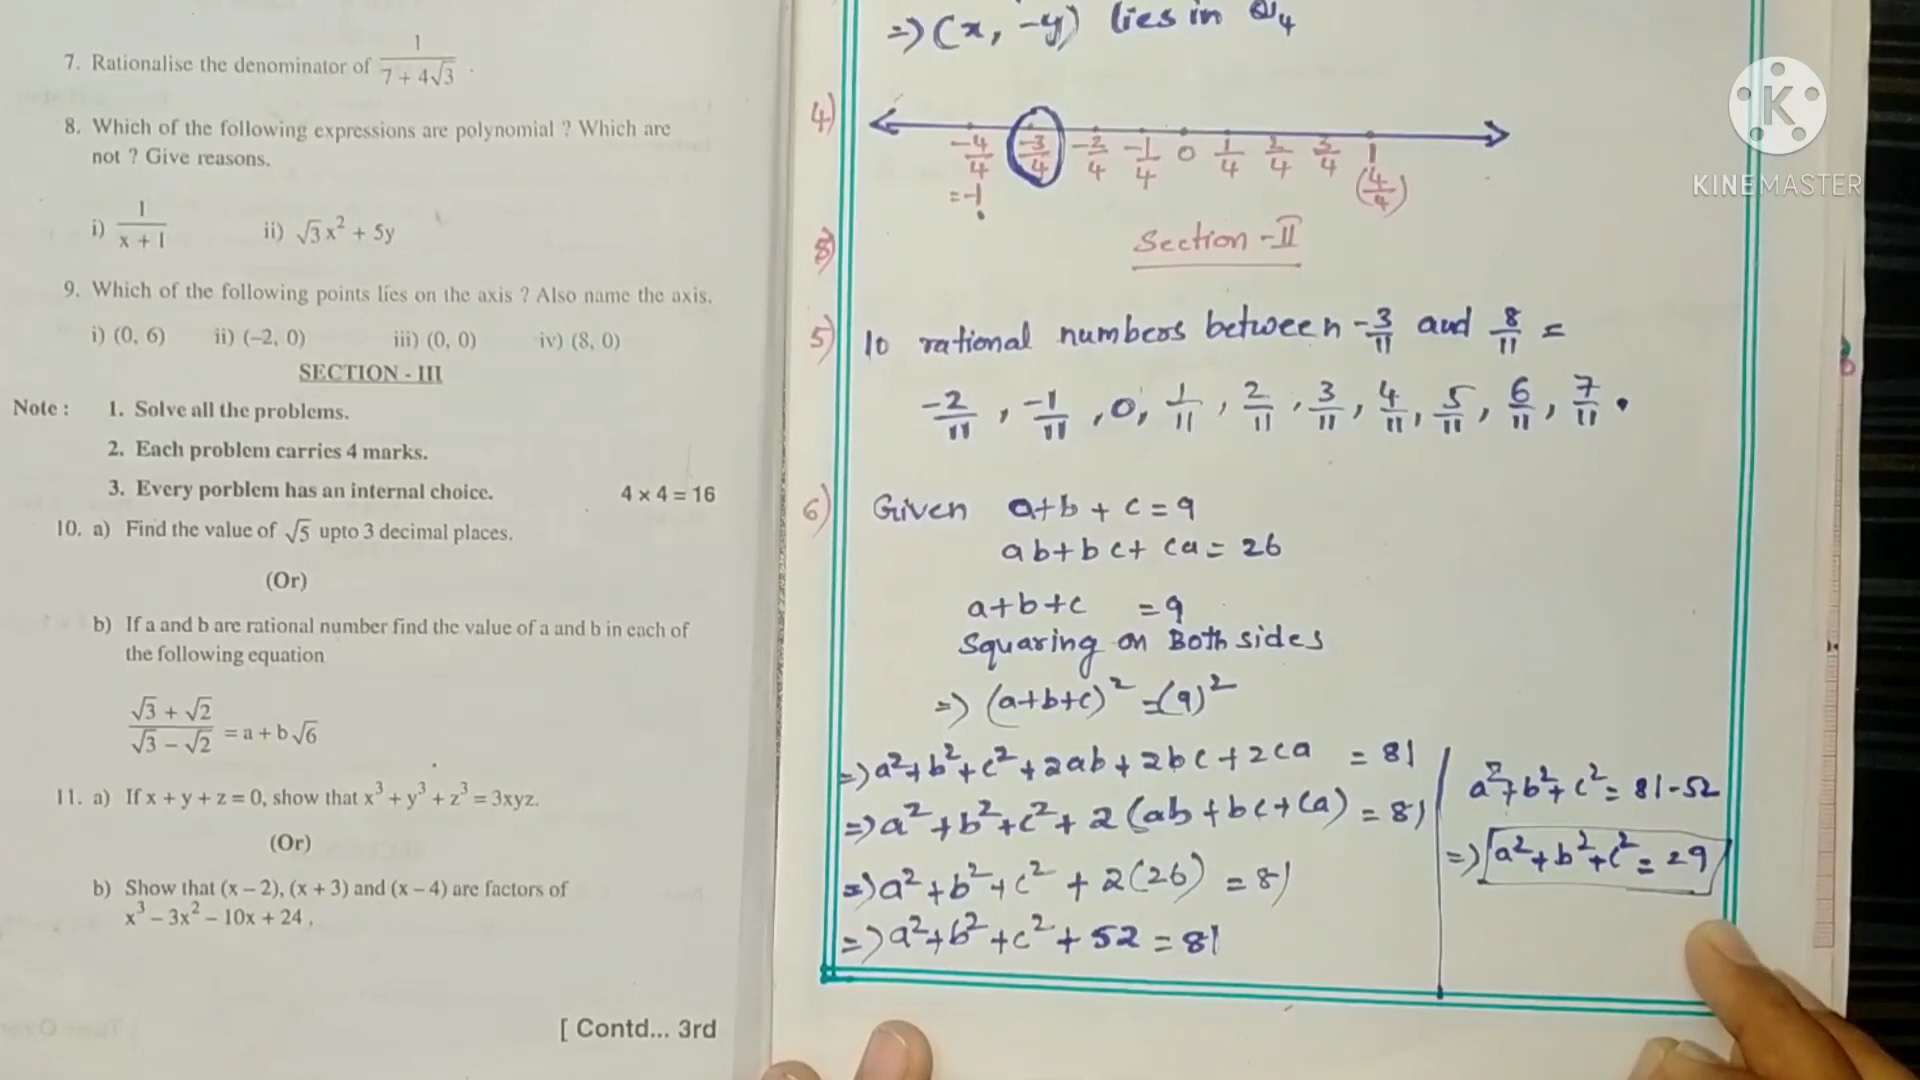 7. Rationalise the denominator of 1/(7 + 4√3) .
8. Which of the following expressions are polynomial ? Which are
not ? Give reasons.
i) 1/(x + 1) ii) √3 x² + 5y
9. Which of the following points lies on the axis ? Also name the axis.
i) (0, 6) ii) (–2, 0) iii) (0, 0) iv) (8, 0)
SECTION - III
Note : 1. Solve all the problems.
2. Each problem carries 4 marks.
3. Every porblem has an internal choice. 4 × 4 = 16
10. a) Find the value of √5 upto 3 decimal places.
(Or)
b) If a and b are rational number find the value of a and b in each of
the following equation
(√3 + √2)/(√3 – √2) = a + b√6
11. a) If x + y + z = 0, show that x³ + y³ + z³ = 3xyz.
(Or)
b) Show that (x – 2), (x + 3) and (x – 4) are factors of
x³ – 3x² – 10x + 24 .
[ Contd... 3rd
=> (x, -y) lies in Q4
4)
-4/4 -3/4 -2/4 -1/4 0 1/4 2/4 3/4 1
=-1 (4/4)
Section - II
5) 10 rational numbers between -3/11 and 8/11 =
-2/11 , -1/11 , 0, 1/11 , 2/11 , 3/11 , 4/11 , 5/11 , 6/11 , 7/11 .
6) Given a+b+c=9
ab+bc+ca=26
a+b+c =9
Squaring on Both sides
=> (a+b+c)² =(9)²
=> a²+b²+c²+2ab+2bc+2ca = 81
=> a²+b²+c²+2(ab+bc+ca) = 81
=> a²+b²+c²+2(26) = 81
=> a²+b²+c²+52 = 81
a²+b²+c² = 81-52
=> a²+b²+c² = 29
K
KINEMASTER